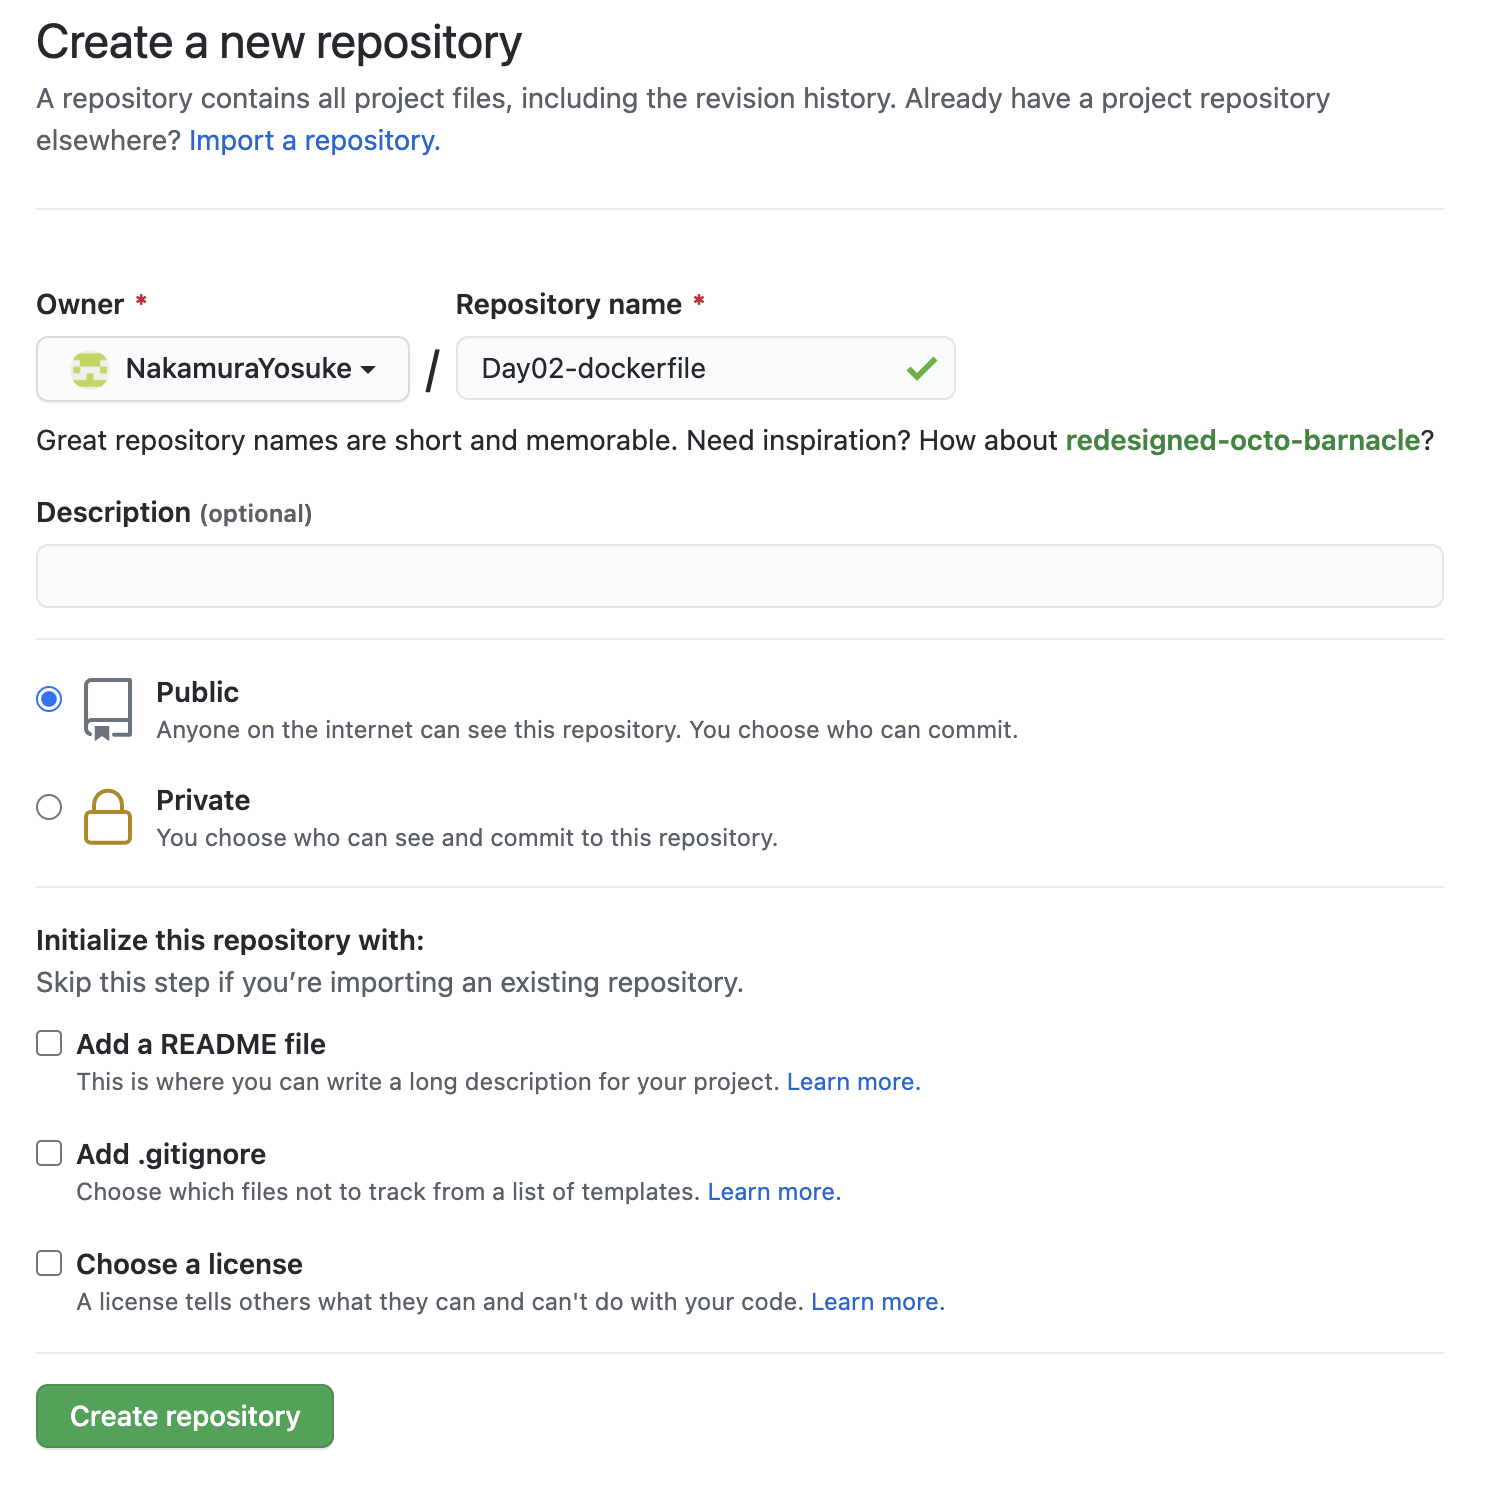 Create a new repository
A repository contains all project files, including the revision history. Already have a project repository
elsewhere? Import a repository.
Owner *
Repository name *
NakamuraYosuke
/
Day02-dockerfile
Great repository names are short and memorable. Need inspiration? How about redesigned-octo-barnacle?
Description (optional)
Public
Anyone on the internet can see this repository. You choose who can commit.
Private
You choose who can see and commit to this repository.
Initialize this repository with:
Skip this step if you’re importing an existing repository.
Add a README file
This is where you can write a long description for your project. Learn more.
Add .gitignore
Choose which files not to track from a list of templates. Learn more.
Choose a license
A license tells others what they can and can't do with your code. Learn more.
Create repository